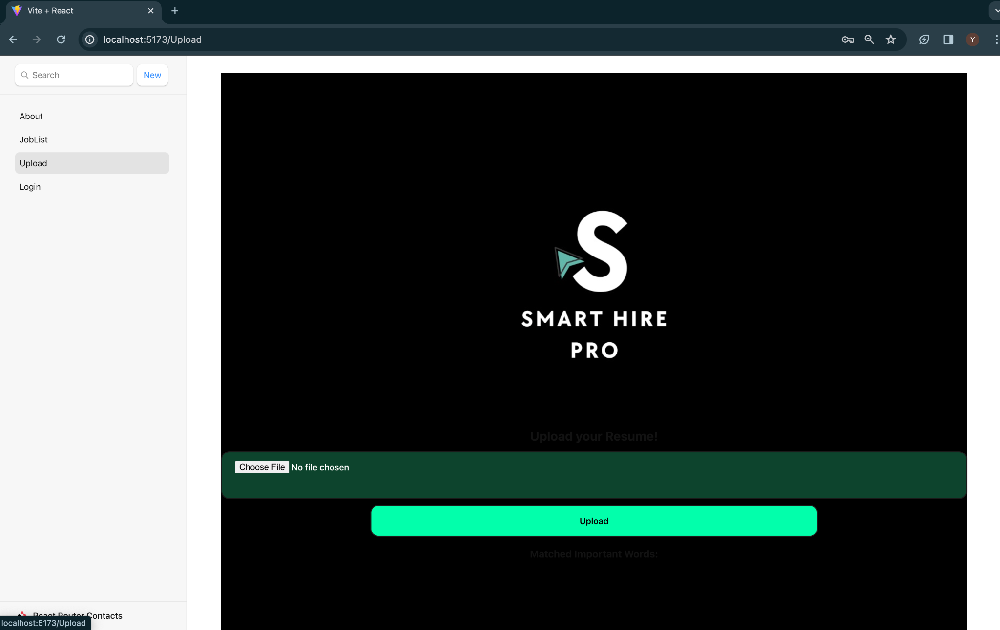 Vite + React
localhost:5173/Upload
Y
Search
New
About
JobList
Upload
Login
S
SMART HIRE
PRO
Upload your Resume!
Choose File No file chosen
Upload
Matched Important Words:
React Router Contacts
localhost:5173/Upload